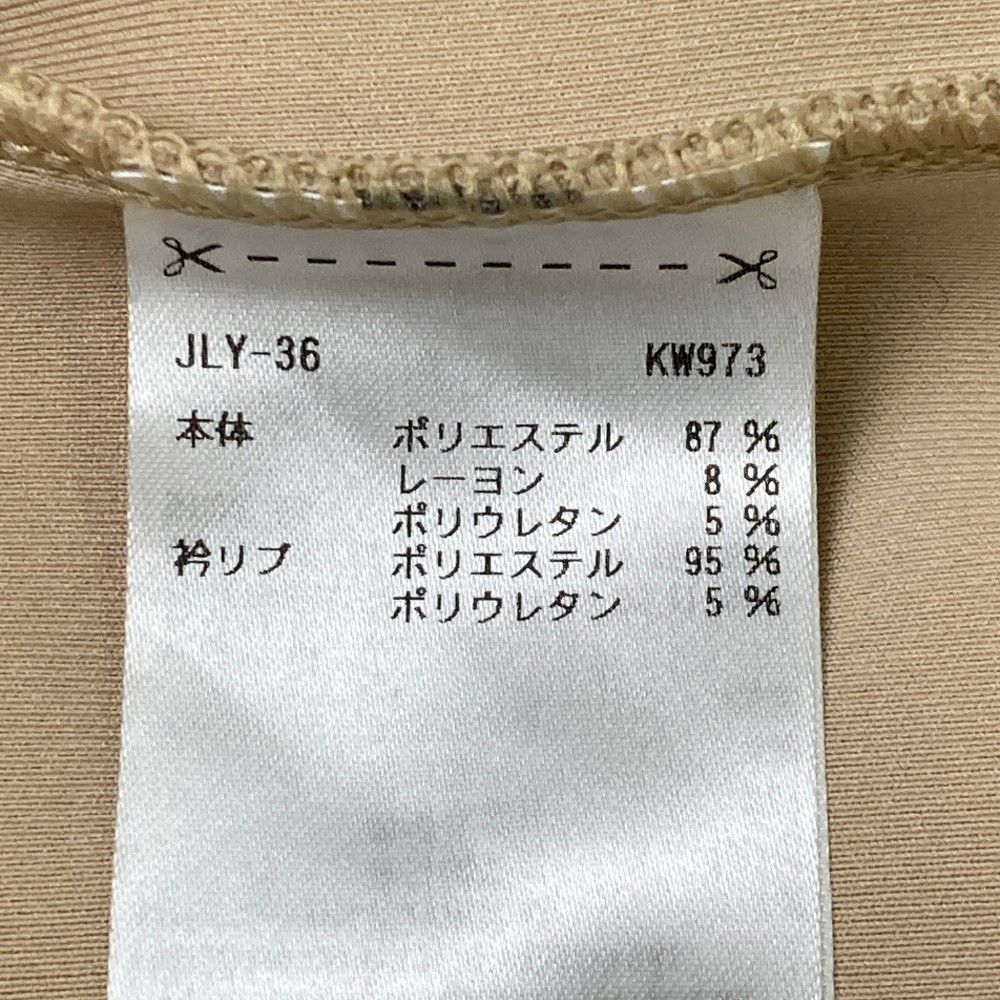 JLY-36 KW973
本体 ポリエステル 87 %
レーヨン 8 %
ポリウレタン 5 %
衿リブ ポリエステル 95 %
ポリウレタン 5 %